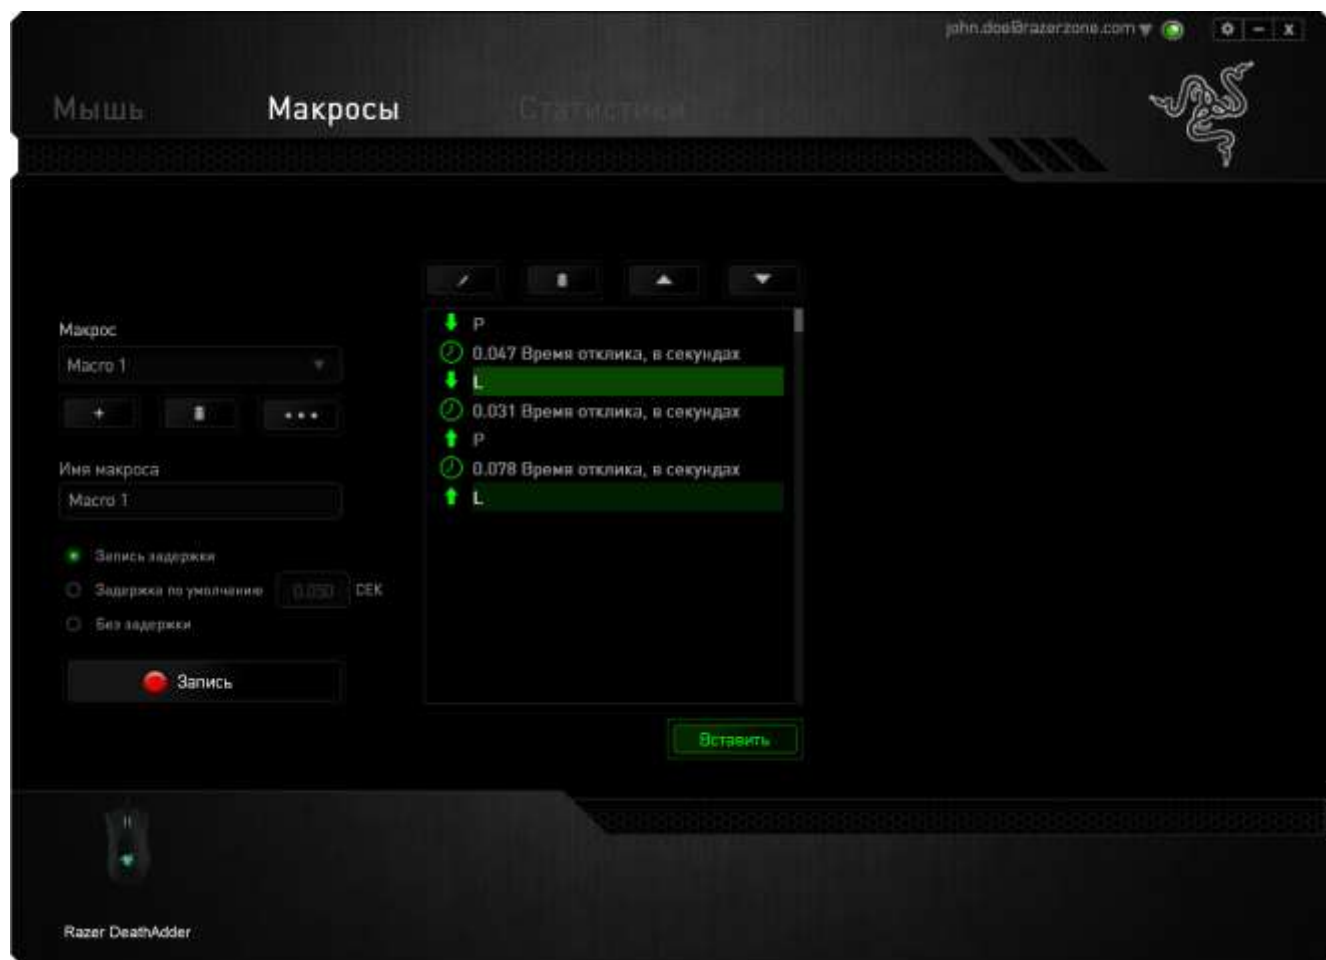 john.doe@razerzone.com
Мышь
Макросы
Статистики
Макрос
Macro 1
Имя макроса
Macro 1
Запись задержки
Задержка по умолчанию 0.050 СЕК
Без задержки
Запись
P
0.047 Время отклика, в секундах
L
0.031 Время отклика, в секундах
P
0.078 Время отклика, в секундах
L
Вставить
Razer DeathAdder